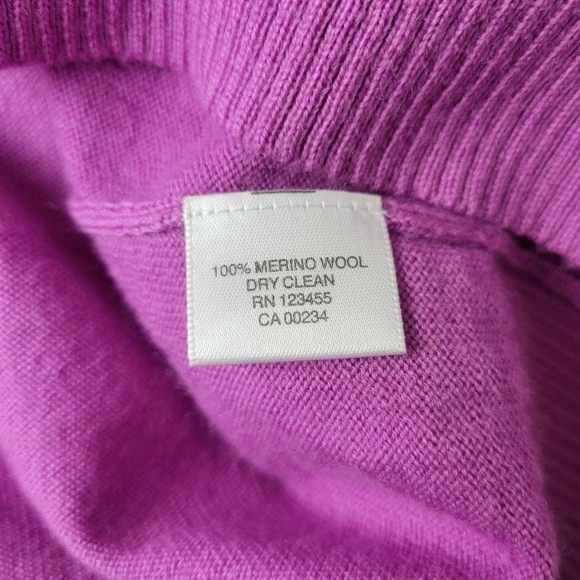 100% MERINO WOOL
DRY CLEAN
RN 123455
CA 00234